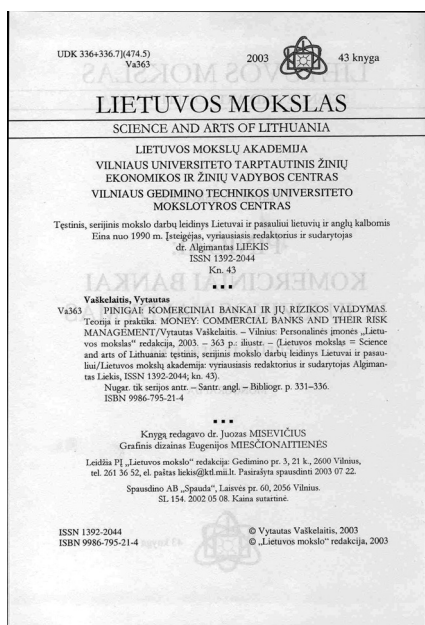 UDK 336+336.7](474.5)
Va363
2003
43 knyga
LIETUVOS MOKSLAS
SCIENCE AND ARTS OF LITHUANIA
LIETUVOS MOKSLŲ AKADEMIJA
VILNIAUS UNIVERSITETO TARPTAUTINIS ŽINIŲ
EKONOMIKOS IR ŽINIŲ VADYBOS CENTRAS
VILNIAUS GEDIMINO TECHNIKOS UNIVERSITETO
MOKSLOTYROS CENTRAS
Tęstinis, serijinis mokslo darbų leidinys Lietuvai ir pasauliui lietuvių ir anglų kalbomis
Eina nuo 1990 m. Įsteigėjas, vyriausiasis redaktorius ir sudarytojas
dr. Algimantas LIEKIS
ISSN 1392-2044
Kn. 43
Vaškelaitis, Vytautas
Va363 PINIGAI: KOMERCINIAI BANKAI IR JŲ RIZIKOS VALDYMAS.
Teorija ir praktika. MONEY: COMMERCIAL BANKS AND THEIR RISK
MANAGEMENT/Vytautas Vaškelaitis. – Vilnius: Personalinės įmonės „Lietu-
vos mokslas" redakcija, 2003. – 363 p.: iliustr. – (Lietuvos mokslas = Science
and arts of Lithuania: tęstinis, serijinis mokslo darbų leidinys Lietuvai ir pasau-
liui/Lietuvos mokslų akademija: vyriausiasis redaktorius ir sudarytojas Algiman-
tas Liekis, ISSN 1392-2044; kn. 43).
Nugar. tik serijos antr. – Santr. angl. – Bibliogr. p. 331–336.
ISBN 9986-795-21-4
Knygą redagavo dr. Juozas MISEVIČIUS
Grafinis dizainas Eugenijos MIESČIONAITIENĖS
Leidžia PĮ „Lietuvos mokslo" redakcija: Gedimino pr. 3, 21 k., 2600 Vilnius,
tel. 261 36 52, el. paštas liekis@ktl.mii.lt. Pasirašyta spausdinti 2003 07 22.
Spausdino AB „Spauda", Laisvės pr. 60, 2056 Vilnius.
SL 154. 2002 05 08. Kaina sutartinė.
ISSN 1392-2044
ISBN 9986-795-21-4
© Vytautas Vaškelaitis, 2003
© „Lietuvos mokslo" redakcija, 2003